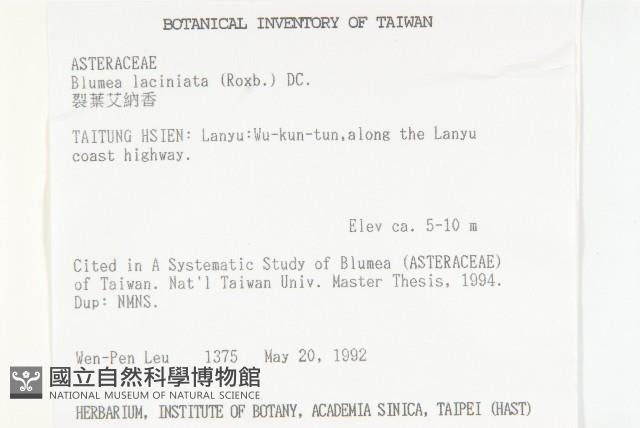 BOTANICAL INVENTORY OF TAIWAN
ASTERACEAE
Blumea laciniata (Roxb.) DC.
裂葉艾納香
TAITUNG HSIEN: Lanyu:Wu-kun-tun,along the Lanyu
coast highway.
Elev ca. 5-10 m
Cited in A Systematic Study of Blumea (ASTERACEAE)
of Taiwan. Nat'l Taiwan Univ. Master Thesis, 1994.
Dup: NMNS.
Wen-Pen Leu 1375 May 20, 1992
國立自然科學博物館
NATIONAL MUSEUM OF NATURAL SCIENCE
HERBARIUM, INSTITUTE OF BOTANY, ACADEMIA SINICA, TAIPEI (HAST)